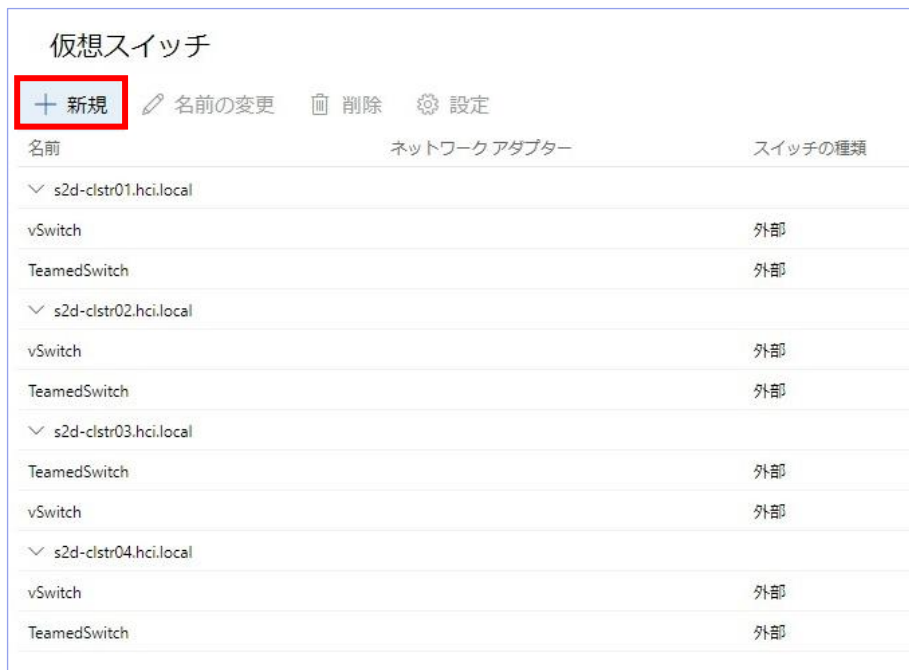 仮想スイッチ
新規 名前の変更 削除 設定
名前 ネットワーク アダプター スイッチの種類
s2d-clstr01.hci.local
vSwitch 外部
TeamedSwitch 外部
s2d-clstr02.hci.local
vSwitch 外部
TeamedSwitch 外部
s2d-clstr03.hci.local
TeamedSwitch 外部
vSwitch 外部
s2d-clstr04.hci.local
vSwitch 外部
TeamedSwitch 外部